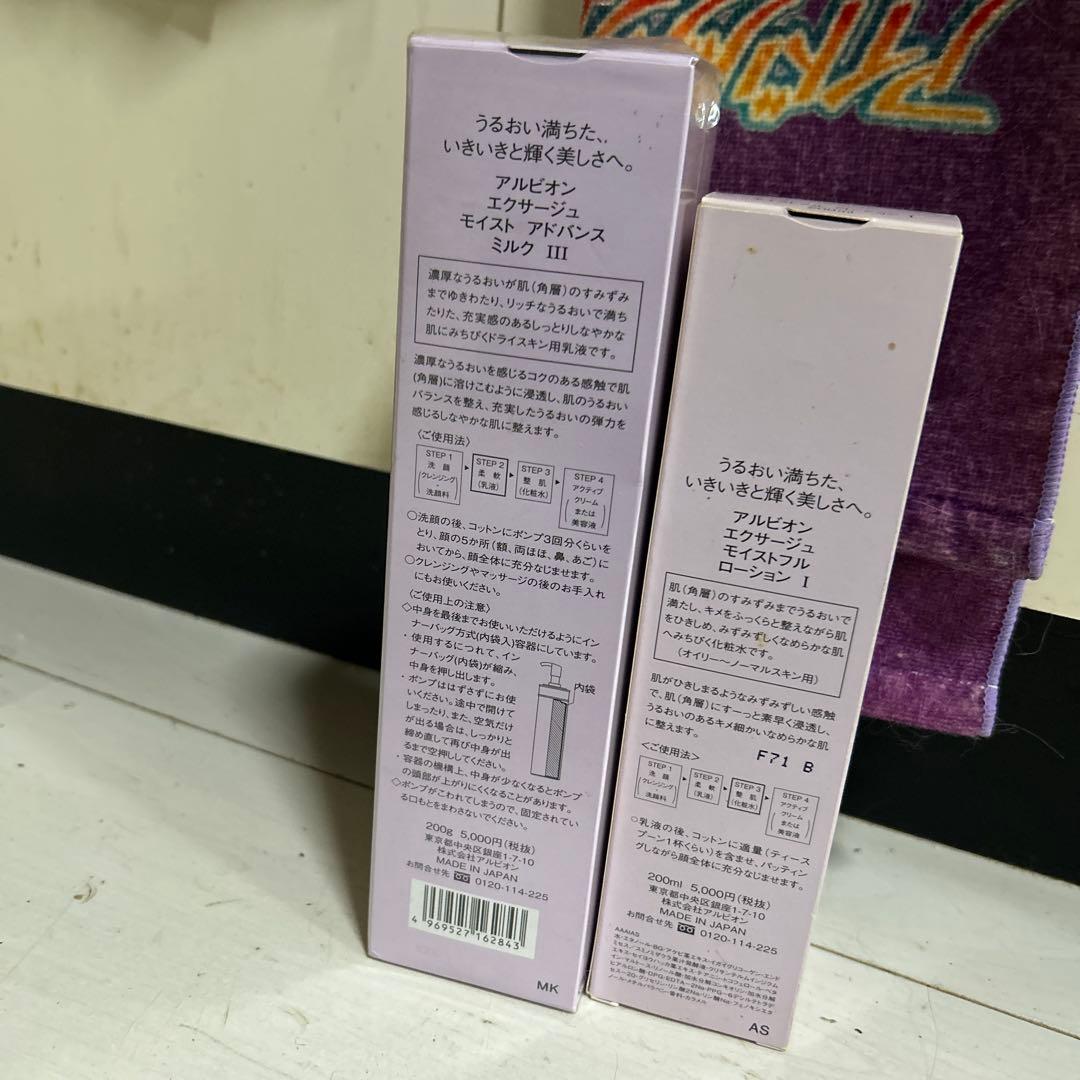 うるおい満ちた、
いきいきと輝く美しさへ。
アルビオン
エクサージュ
モイスト アドバンス
ミルク III
濃厚なうるおいが肌(角層)のすみずみ
までゆきわたり、リッチなうるおいで満ち
たりた、充実感のあるしっとりしなやかな
肌にみちびくドライスキン用乳液です。
濃厚なうるおいを感じるコクのある感触で肌
(角層)に溶けこむように浸透し、肌のうるおい
バランスを整え、充実したうるおいの弾力を
感じるしなやかな肌に整えます。
〈ご使用法〉
STEP 1
洗顔
(クレンジング・
洗顔料
STEP 2
柔軟
(乳液)
STEP 3
整肌
(化粧水)
STEP 4
アクティブ
クリーム
または
美容液
○洗顔の後、コットンにポンプ3回分くらいを
とり、顔の5か所(額、両ほほ、鼻、あご)に
おいてから、顔全体に充分なじませます。
○クレンジングやマッサージの後のお手入れ
にもお使いください。
〈ご使用上の注意〉
◇中身を最後までお使いいただけるようにイン
ナーバッグ方式(内袋入)容器にしています。
・使用するにつれて、イン
ナーバッグ(内袋)が縮み、
中身を押し出します。
・ポンプははずさずにお使
いください。途中で開けて
しまったり、また、空気だけ
が出る場合は、しっかりと
締め直して再び中身が出
るまで空押ししてください。
内袋
・容器の機構上、中身が少なくなるとポンプ
の頭部が上がりにくくなることがあります。
◇ポンプがこわれてしまうので、固定されてい
る口もとをまわさないでください。
200g 5,000円(税抜)
東京都中央区銀座1-7-10
株式会社アルビオン
MADE IN JAPAN
お問合せ先 0120-114-225
4 969527 162843
MK
うるおい満ちた、
いきいきと輝く美しさへ。
アルビオン
エクサージュ
モイストフル
ローション I
肌(角層)のすみずみまでうるおいで
満たし、キメをふっくらと整えながら肌
をひきしめ、みずみずしくなめらかな肌
へみちびく化粧水です。
(オイリー〜ノーマルスキン用)
肌がひきしまるようなみずみずしい感触
で、肌(角層)にすーっと素早く浸透し、
うるおいのあるキメ細かいなめらかな肌
に整えます。
F71 B
〈ご使用法〉
STEP 1
洗顔
クレンジング
洗顔料
STEP 2
柔軟
(乳液)
STEP 3
整肌
(化粧水)
STEP 4
アクティブ
クリーム
または
美容液
○乳液の後、コットンに適量(ティース
プーン1杯くらい)を含ませ、パッティン
グしながら顔全体に充分なじませます。
200ml 5,000円(税抜)
東京都中央区銀座1-7-10
株式会社アルビオン
MADE IN JAPAN
お問合せ先 0120-114-225
AAAIAS
水・エタノール・BG・アケビ茎エキス・イガイグリコーゲン・エンド
AS